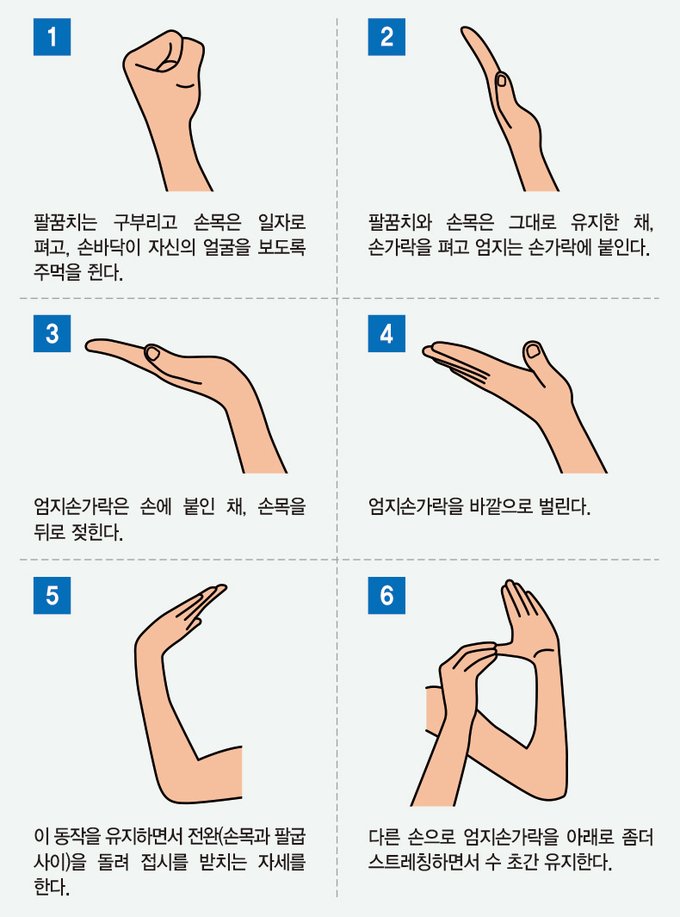 1
팔꿈치는 구부리고 손목은 일자로
펴고, 손바닥이 자신의 얼굴을 보도록
주먹을 쥔다.
2
팔꿈치와 손목은 그대로 유지한 채,
손가락을 펴고 엄지는 손가락에 붙인다.
3
엄지손가락은 손에 붙인 채, 손목을
뒤로 젖힌다.
4
엄지손가락을 바깥으로 벌린다.
5
이 동작을 유지하면서 전완(손목과 팔굽
사이)을 돌려 접시를 받치는 자세를
한다.
6
다른 손으로 엄지손가락을 아래로 좀더
스트레칭하면서 수 초간 유지한다.